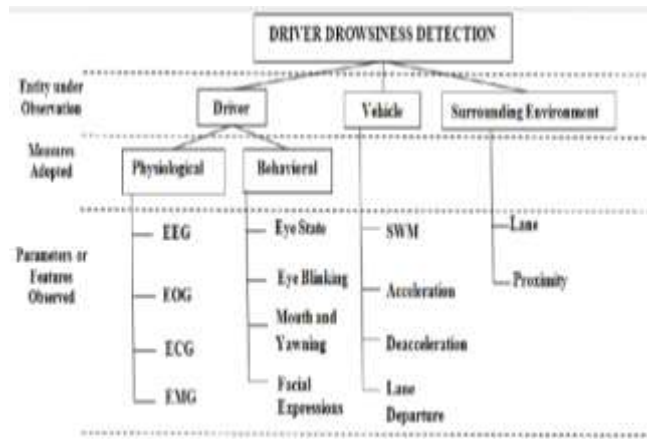 DRIVER DROWSINESS DETECTION
Entity under
Observation
Driver
Vehicle
Surrounding Environment
Measures
Adopted
Physiological
Behavioral
Parameters or
Features
Observed
EEG
EOG
ECG
EMG
Eye State
Eye Blinking
Mouth and
Yawning
Facial
Expressions
SWM
Acceleration
Deacceleration
Lane
Departure
Lane
Proximity